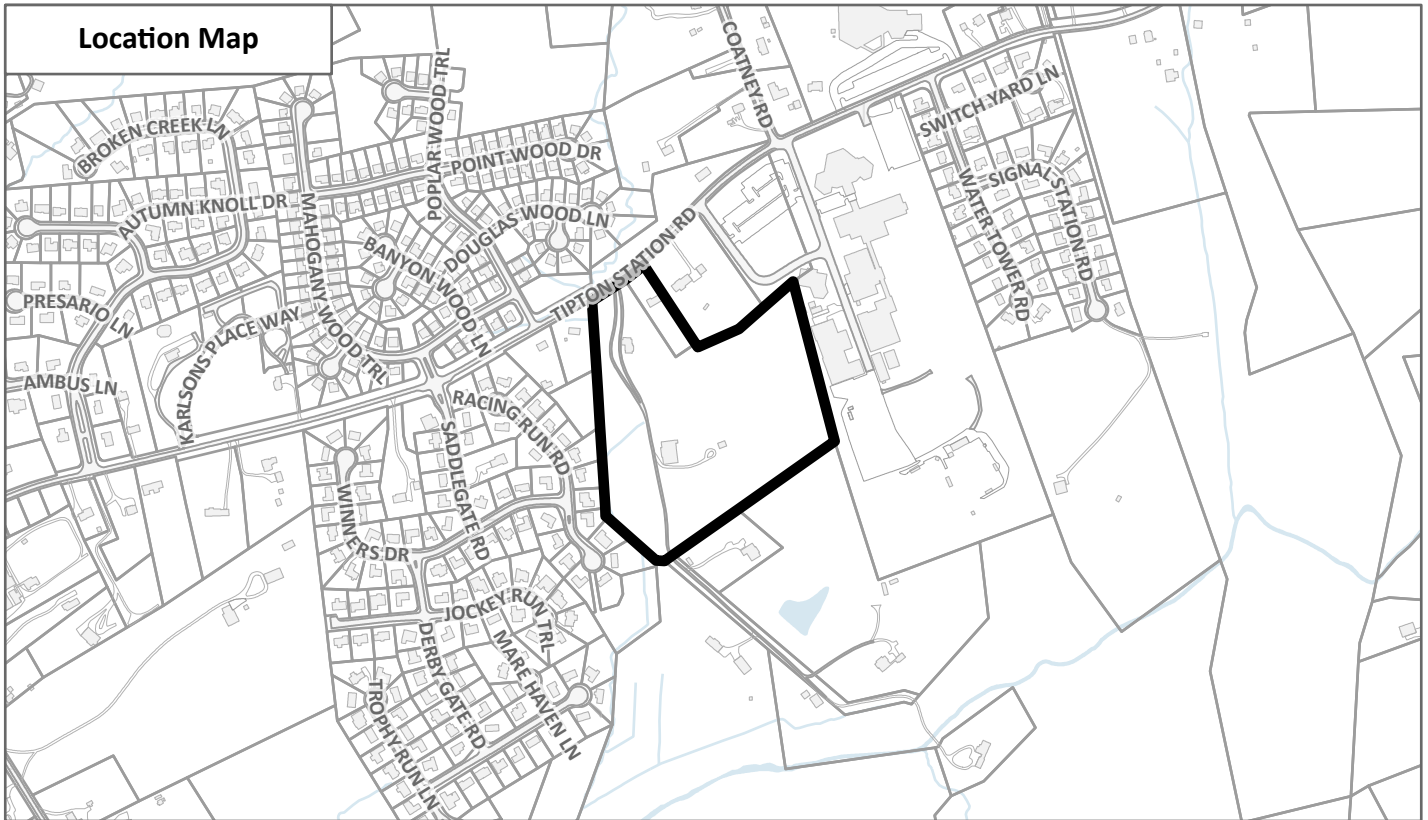 Location Map
COATNEY RD
POPLAR WOOD TRL
SWITCH YARD LN
BROKEN CREEK LN
POINT WOOD DR
SIGNAL STATION RD
WATER TOWER RD
AUTUMN KNOLL DR
MAHOGANY WOOD TRL
DOUGLAS WOOD LN
BANYON WOOD LN
TIPTON STATION RD
PRESARIO LN
KARLSONS PLACE WAY
AMBUS LN
RACING RUN RD
SADDLEGATE RD
WINNERS DR
JOCKEY RUN TRL
DERBY GATE RD
MARE HAVEN LN
TROPHY RUN LN